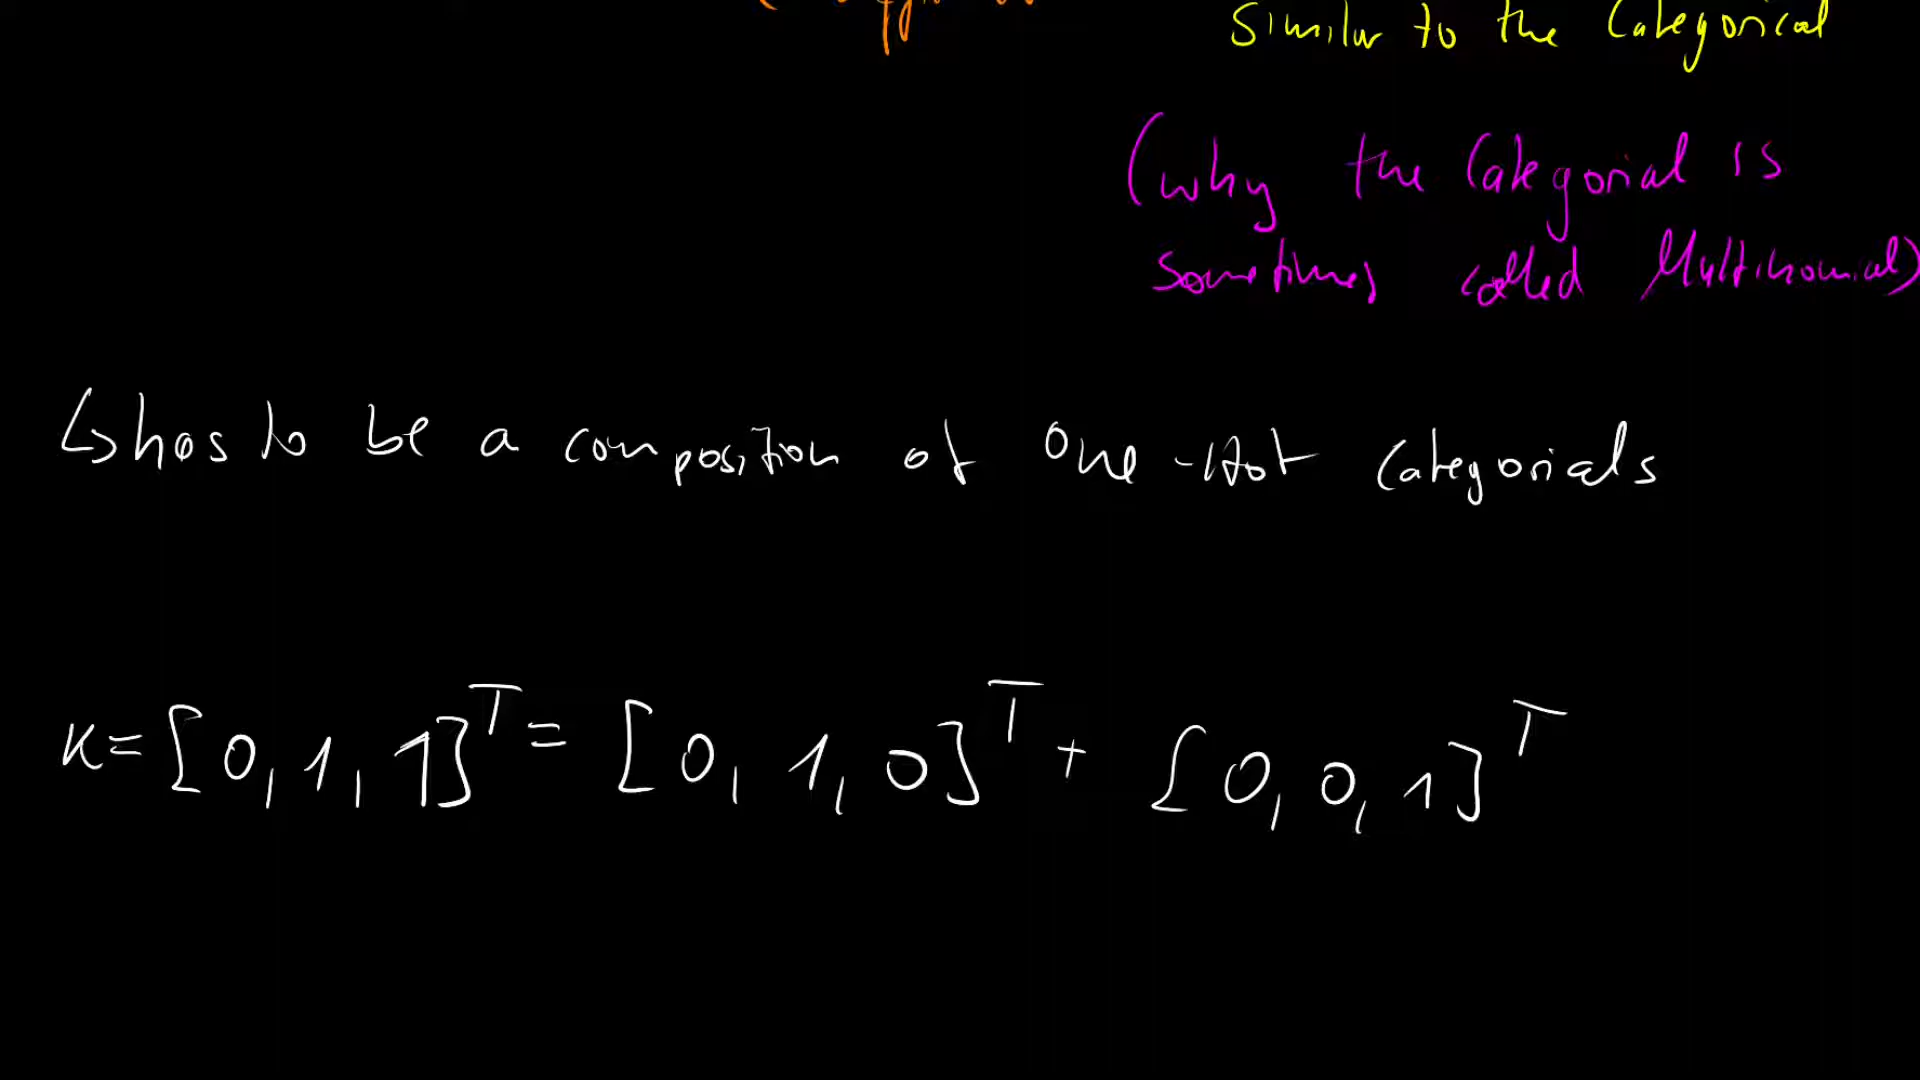 Similar to the Categorical
(why the Categorial is
sometimes called Multinomial)
↳ has to be a composition of One-Hot Categorials
k = [0, 1, 1]^T = [0, 1, 0]^T + [0, 0, 1]^T